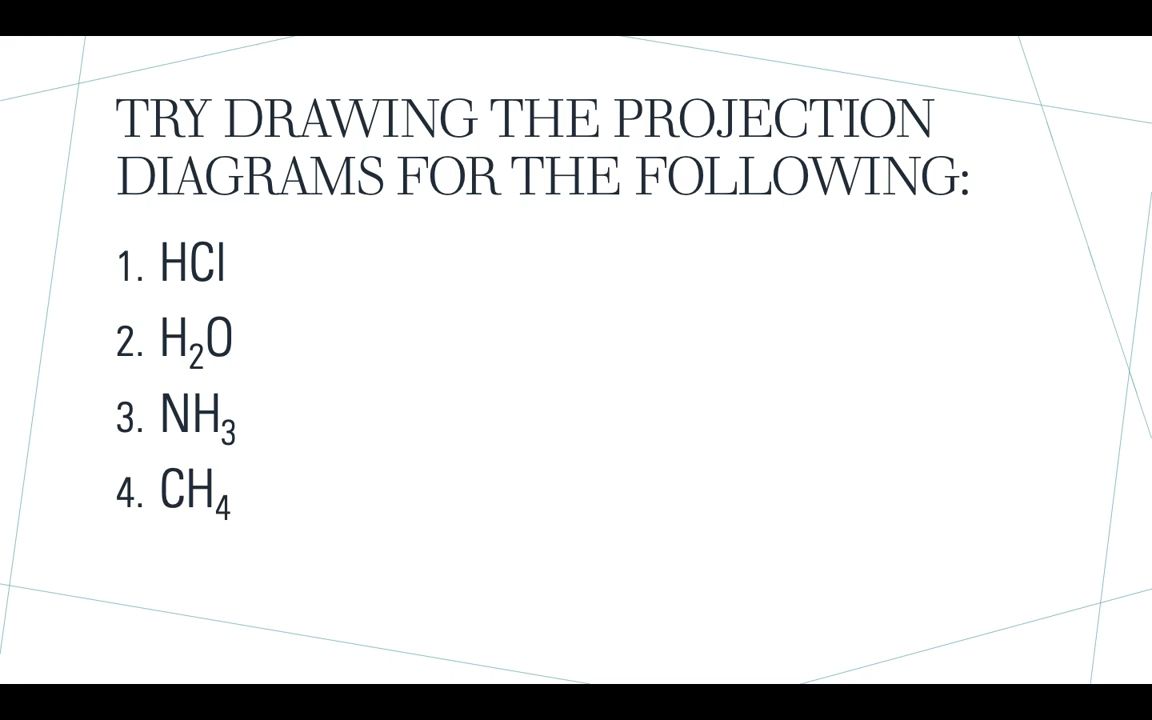 TRY DRAWING THE PROJECTION
DIAGRAMS FOR THE FOLLOWING:
1. HCl
2. H₂O
3. NH₃
4. CH₄